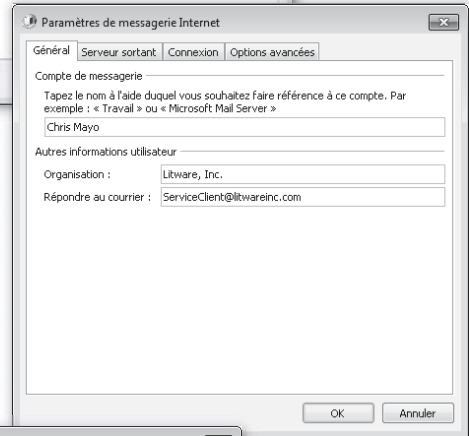 Paramètres de messagerie Internet
Général Serveur sortant Connexion Options avancées
Compte de messagerie
Tapez le nom à l'aide duquel vous souhaitez faire référence à ce compte. Par
exemple : « Travail » ou « Microsoft Mail Server »
Chris Mayo
Autres informations utilisateur
Organisation : Litware, Inc.
Répondre au courrier : ServiceClient@litwareinc.com
OK Annuler